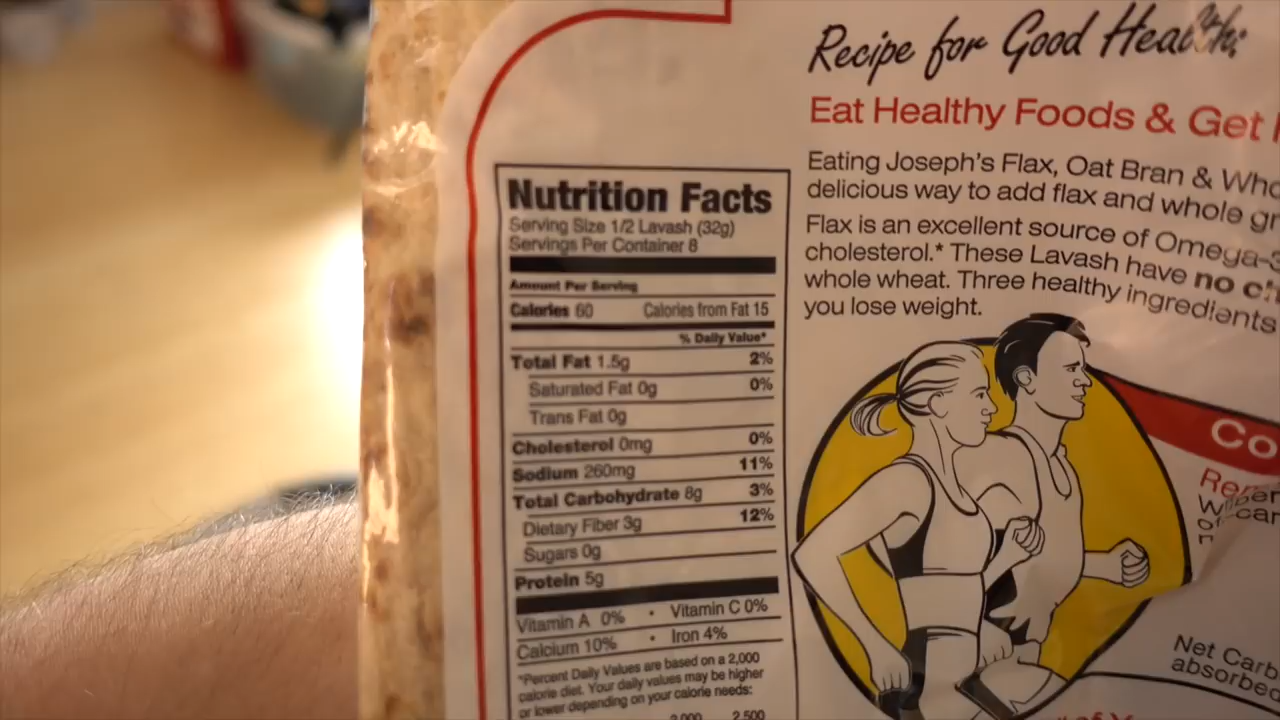 Recipe for Good Health:
Eat Healthy Foods & Get
Eating Joseph's Flax, Oat Bran &
delicious way to add flax and whole
Flax is an excellent source of
cholesterol.* These Lavash have no
whole wheat. Three healthy ingredients
you lose weight.
Nutrition Facts
Serving Size 1/2 Lavash (32g)
Servings Per Container 8
Amount Per Serving
Calories 60 Calories from Fat 15
% Daily Value*
Total Fat 1.5g 2%
Saturated Fat 0g 0%
Trans Fat 0g
Cholesterol 0mg 0%
Sodium 260mg 11%
Total Carbohydrate 8g 3%
Dietary Fiber 3g 12%
Sugars 0g
Protein 5g
Vitamin A 0% • Vitamin C 0%
Calcium 10% • Iron 4%
*Percent Daily Values are based on a 2,000
calorie diet. Your daily values may be higher
or lower depending on your calorie needs:
2,000 2,500
Net Carb
absorbed